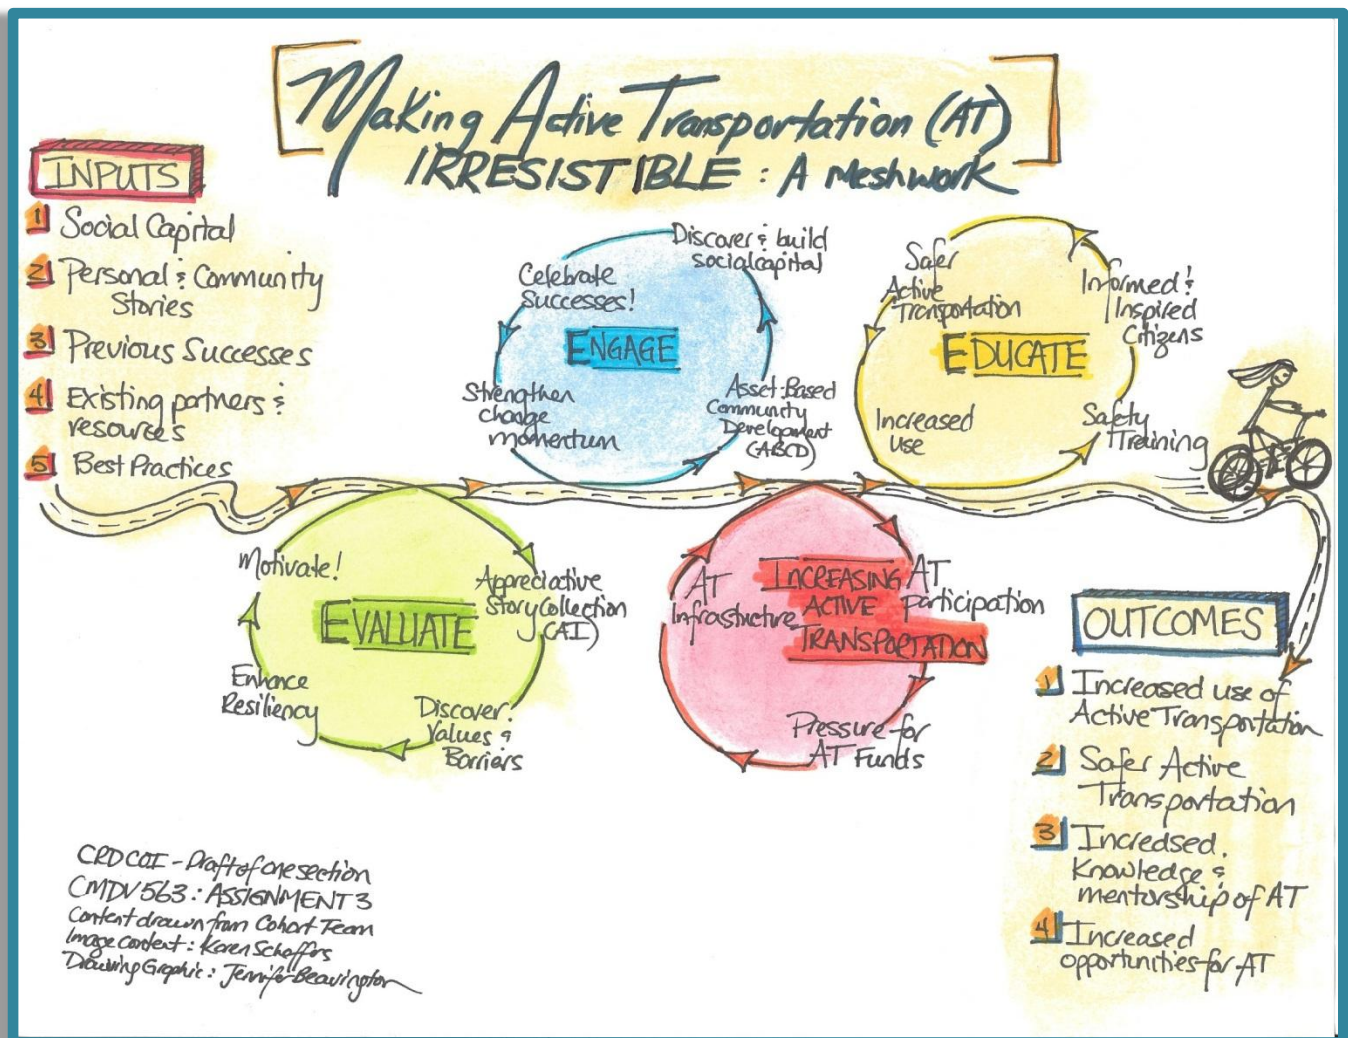 Making Active Transportation (AT)
IRRESISTIBLE : A Meshwork
INPUTS
1 Social Capital
2 Personal & Community
Stories
3 Previous Successes
4 Existing partners &
resources
5 Best Practices
ENGAGE
Discover & build
social capital
Celebrate
Successes!
Strengthen
change
momentum
Asset-Based
Community
Development
(ABCD)
EDUCATE
Safer
Active
Transportation
Informed &
Inspired
Citizens
Increased
use
Safety
Training
EVALUATE
Motivate!
Appreciative
Story Collection
(AI)
Enhance
Resiliency
Discover:
Values &
Barriers
INCREASING
ACTIVE
TRANSPORTATION
AT
Infrastructure
AT
participation
Pressure for
AT Funds
OUTCOMES
1 Increased use of
Active Transportation
2 Safer Active
Transportation
3 Increased
Knowledge &
mentorship of AT
4 Increased
opportunities for AT
CRD COI - Draft of one section
CMDV 563 : ASSIGNMENT 3
Content drawn from Cohort Team
Image content : Karen
Drawing Graphic : Jennifer Beavington